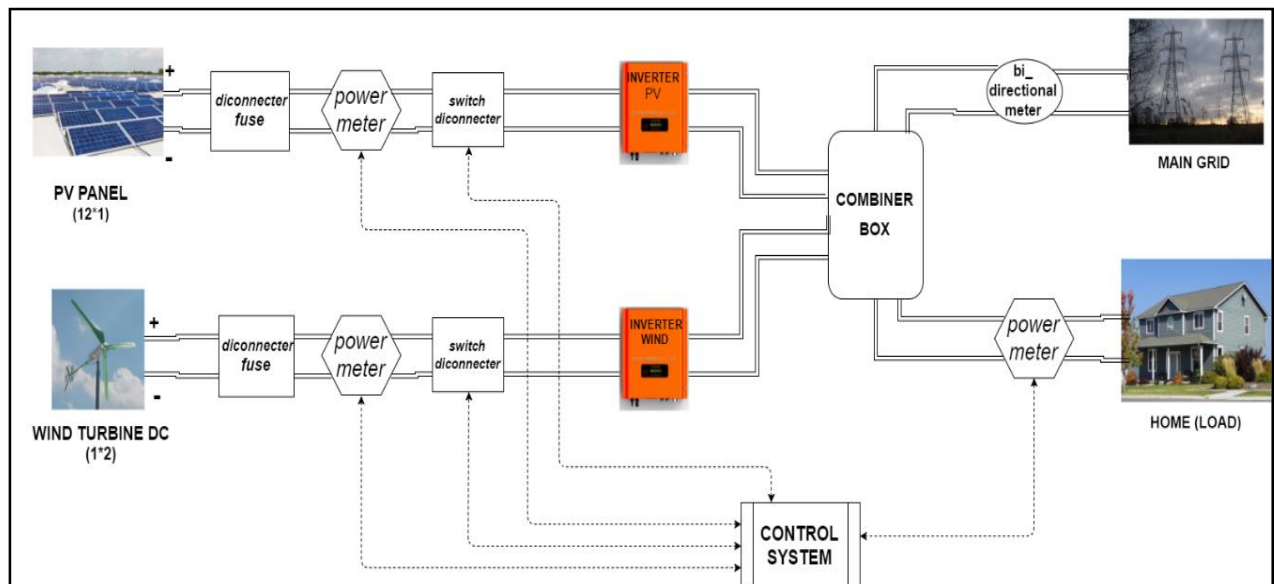 +
-
PV PANEL
(12*1)
diconnecter
fuse
power
meter
switch
diconnecter
INVERTER
PV
COMBINER
BOX
bi_
directional
meter
MAIN GRID
+
-
WIND TURBINE DC
(1*2)
diconnecter
fuse
power
meter
switch
diconnecter
INVERTER
WIND
power
meter
HOME (LOAD)
CONTROL
SYSTEM